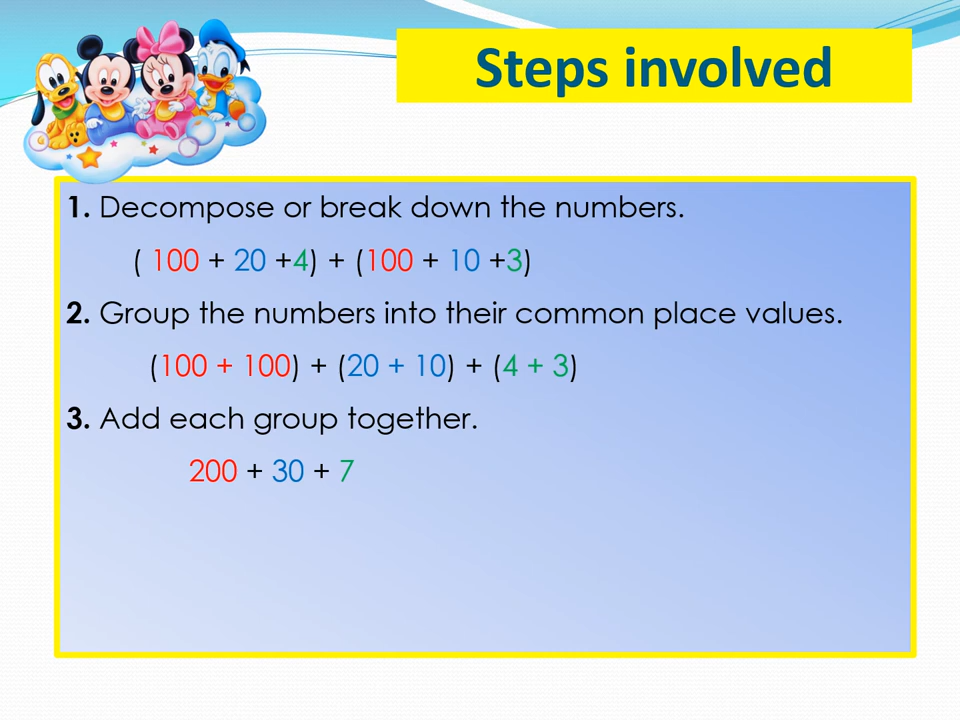 Steps involved
1. Decompose or break down the numbers.
( 100 + 20 +4) + (100 + 10 +3)
2. Group the numbers into their common place values.
(100 + 100) + (20 + 10) + (4 + 3)
3. Add each group together.
200 + 30 + 7